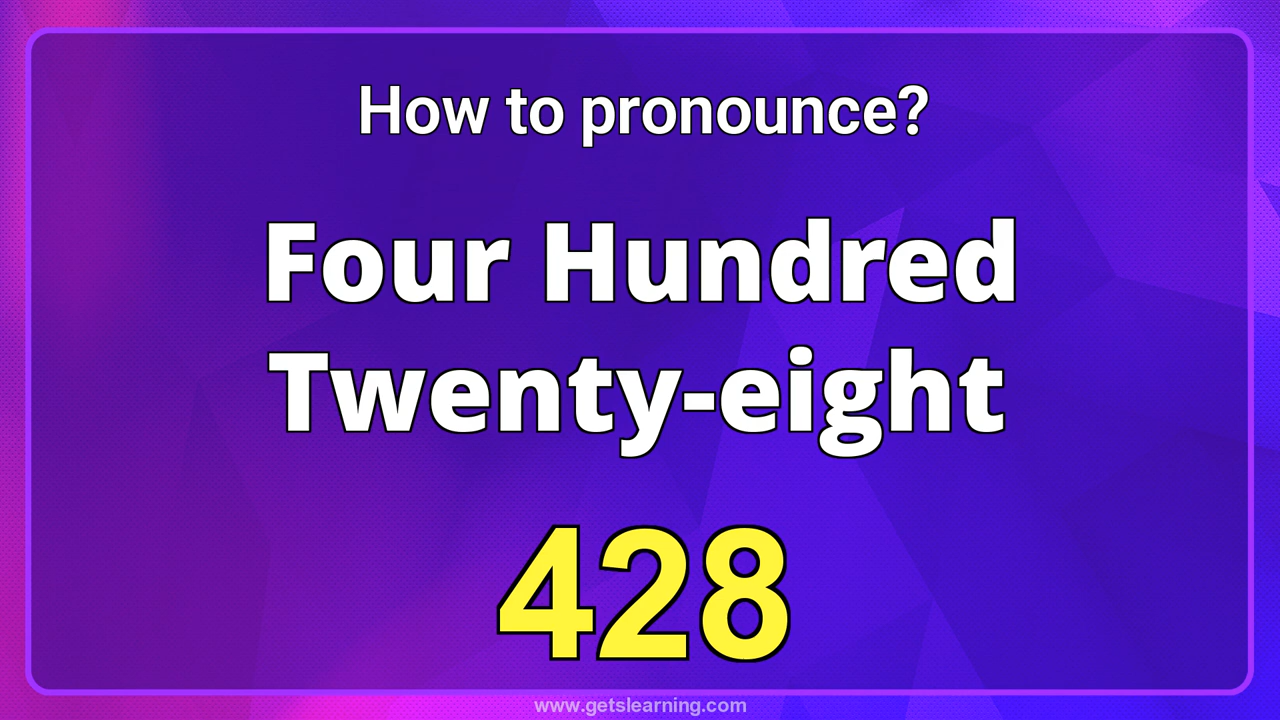 How to pronounce?
Four Hundred
Twenty-eight
428
www.getslearning.com